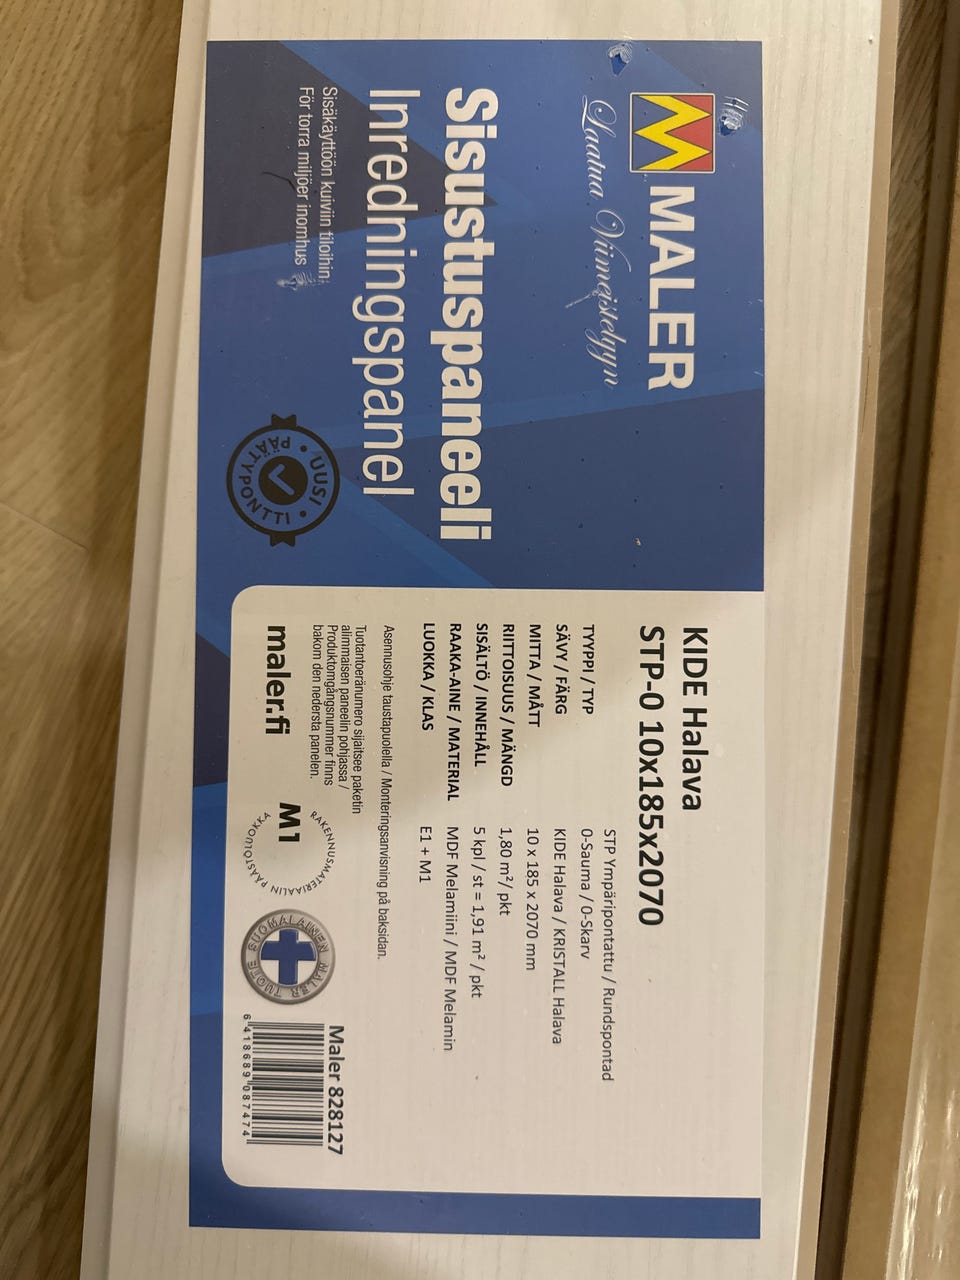 MALER
Laatua Viimeistelyyn
Sisustuspaneeli
Inredningspanel
Sisäkäyttöön kuiviin tiloihin
För torra miljöer inomhus
UUSI
PÄÄTYPONTTI
KIDE Halava
STP-0 10x185x2070
TYYPPI / TYP STP Ympäripontattu / Rundspontad
0-Sauma / 0-Skarv
SÄVY / FÄRG KIDE Halava / KRISTALL Halava
MITTA / MÅTT 10 x 185 x 2070 mm
RIITTOISUUS / MÄNGD 1,80 m²/ pkt
SISÄLTÖ / INNEHÅLL 5 kpl / st = 1,91 m² / pkt
RAAKA-AINE / MATERIAL MDF Melamiini / MDF Melamin
LUOKKA / KLAS E1 + M1
Asennusohje taustapuolella / Monteringsanvisning på baksidan.
Tuotantoeränumero sijaitsee paketin
alimmaisen paneelin pohjassa /
Produktomgångsnummer finns
bakom den nedersta panelen.
maler.fi
M1
RAKENNUSMATERIAALIN PÄÄSTÖLUOKKA
SUOMALAINEN MALER TUOTE
Maler 828127
6 418689 087474